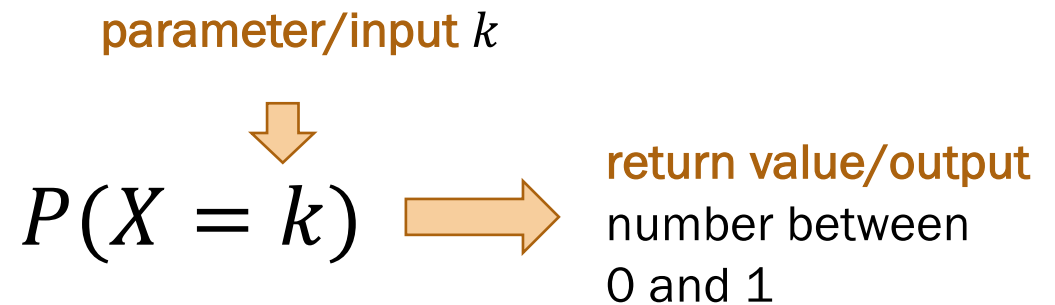 parameter/input k
P(X = k)
return value/output
number between
0 and 1